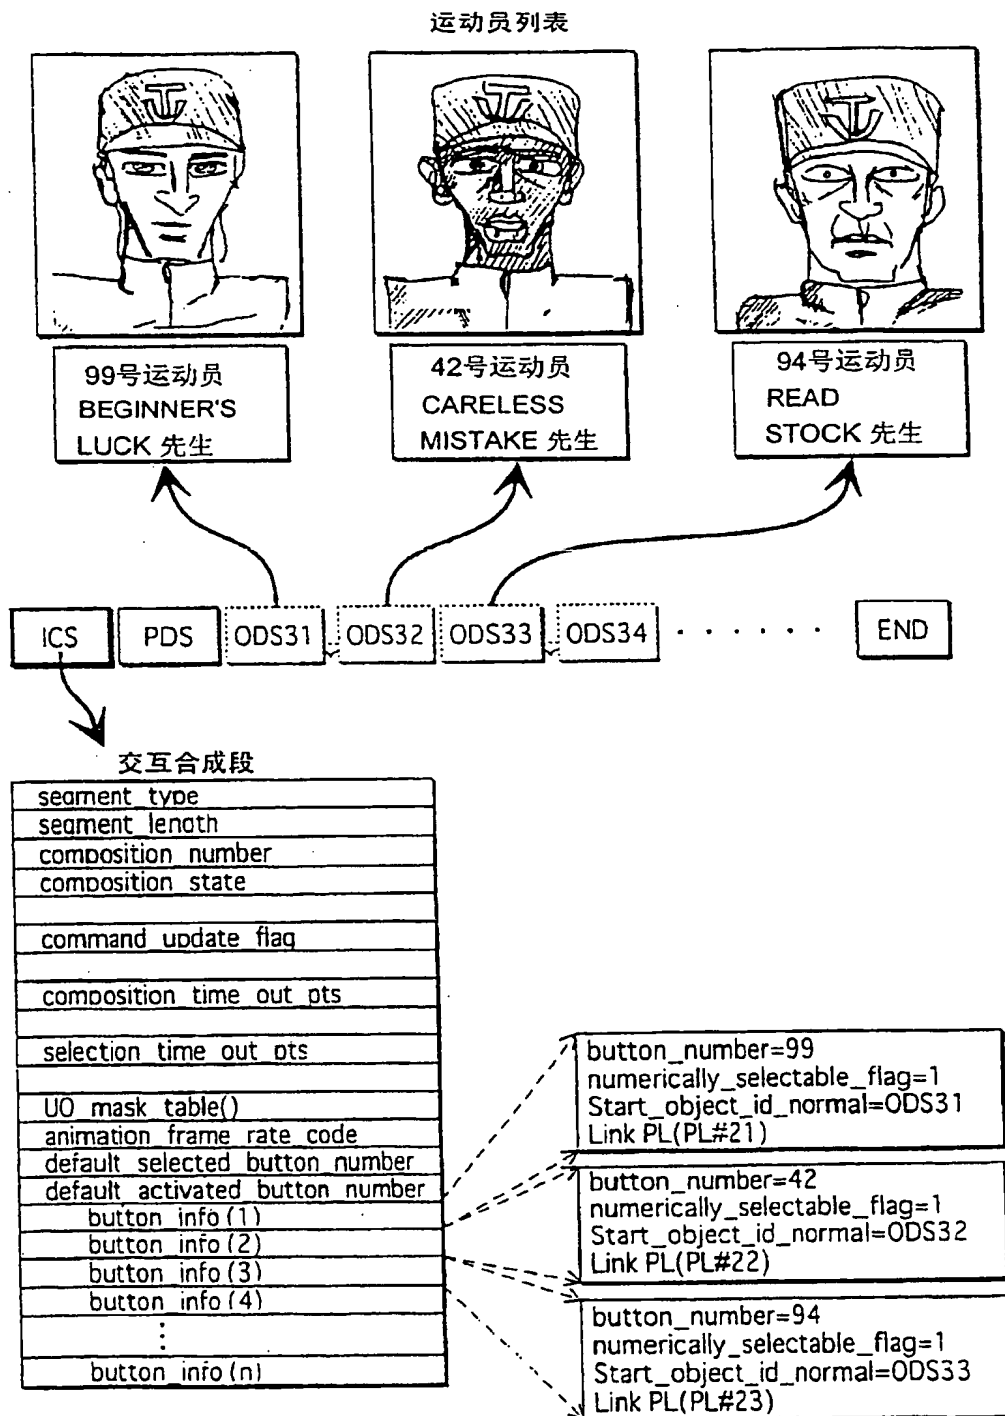 运动员列表
99号运动员
BEGINNER'S
LUCK 先生
42号运动员
CARELESS
MISTAKE 先生
94号运动员
READ
STOCK 先生
ICS
PDS
ODS31
ODS32
ODS33
ODS34
. . . . . . .
END
交互合成段
segment_type
segment_length
composition_number
composition_state
command_update_flag
composition_time_out_pts
selection_time_out_pts
UO_mask_table()
animation_frame_rate_code
default_selected_button_number
default_activated_button_number
button_info(1)
button_info(2)
button_info(3)
button_info(4)
⋮
button_info(n)
button_number=99
numerically_selectable_flag=1
Start_object_id_normal=ODS31
Link PL(PL#21)
button_number=42
numerically_selectable_flag=1
Start_object_id_normal=ODS32
Link PL(PL#22)
button_number=94
numerically_selectable_flag=1
Start_object_id_normal=ODS33
Link PL(PL#23)